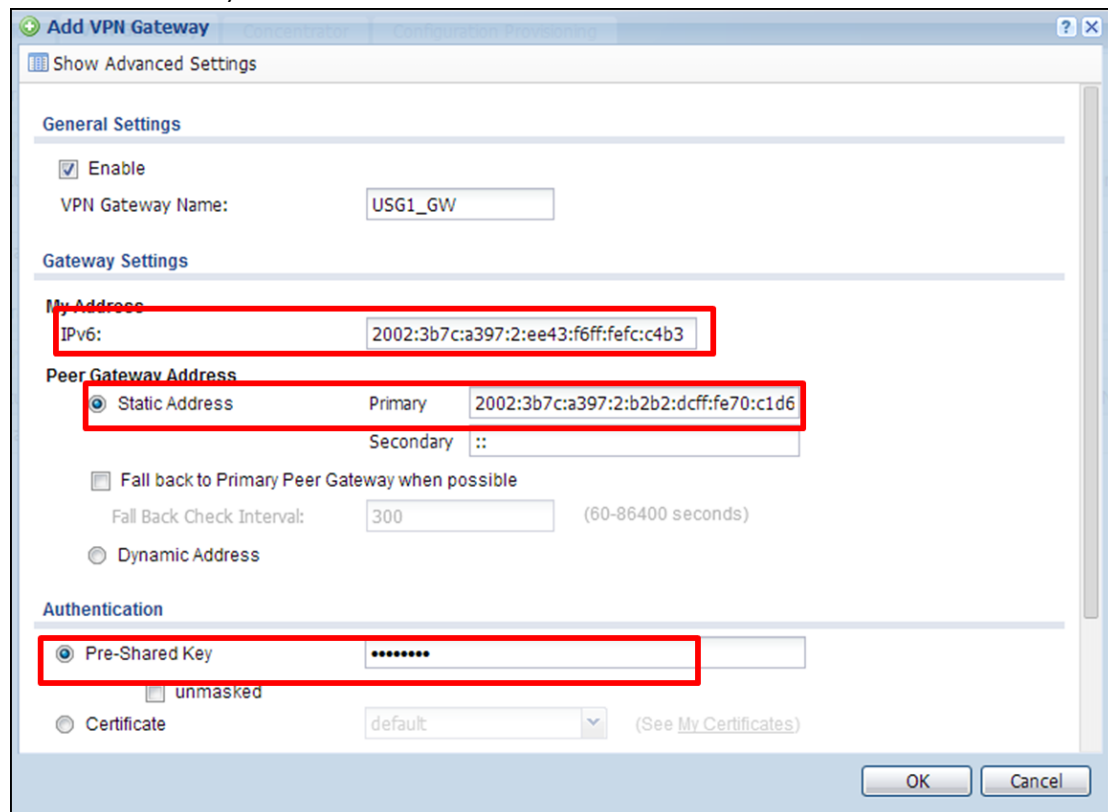 Add VPN Gateway Concentrator Configuration Provisioning
Show Advanced Settings
General Settings
Enable
VPN Gateway Name: USG1_GW
Gateway Settings
My Address
IPv6: 2002:3b7c:a397:2:ee43:f6ff:fefc:c4b3
Peer Gateway Address
Static Address Primary 2002:3b7c:a397:2:b2b2:dcff:fe70:c1d6
Secondary ::
Fall back to Primary Peer Gateway when possible
Fall Back Check Interval: 300 (60-86400 seconds)
Dynamic Address
Authentication
Pre-Shared Key ••••••••
unmasked
Certificate default (See My Certificates)
OK Cancel